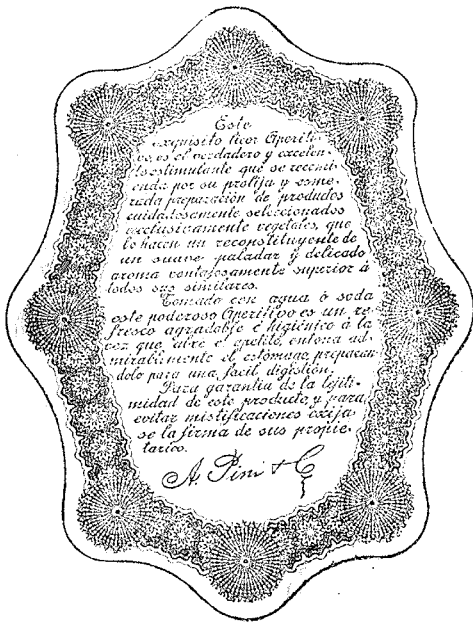 Este
exquisito licor Aperiti-
vo, es el verdadero y excelen-
te estimulante que se recomi-
enda por su prolija y esme-
rada preparación de produdos
cuidadosamente seleccionados
exclusivamente vegetales, que
lo hacen un reconstituyente de
un suave paladar y delicado
aroma ventajosamente superior á
todos sus similares.
Tomado con agua ó soda
este poderoso Aperitivo es un re-
fresco agradable é higiénico á la
vez que abre el apetito, entona ad-
mirablemente el estómago preparan-
dolo para una facil digestión.
Para garantia de la lejiti-
midad de este producto y para
evitar mistificaciones exija-
se la firma de sus propie-
tarios.
A. Pini & C